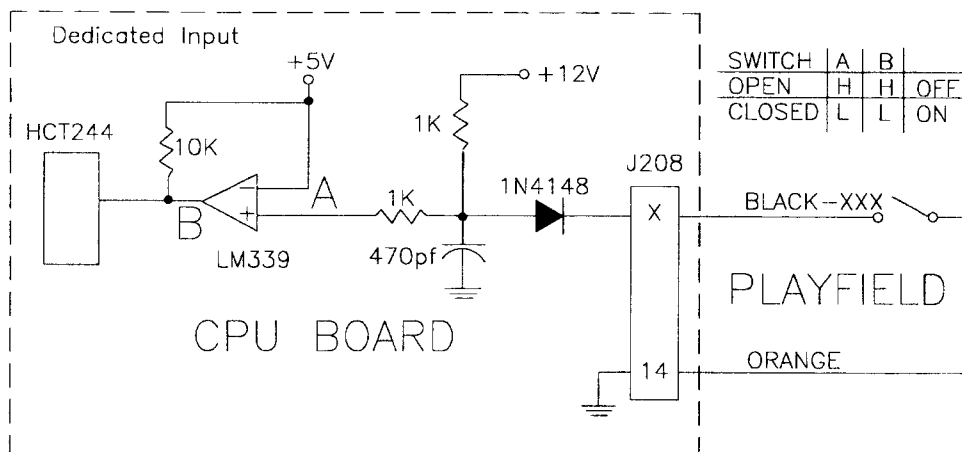 Dedicated Input
+5V
+12V
SWITCH A B
OPEN H H OFF
CLOSED L L ON
HCT244
10K
1K
J208
1N4148
A
1K
X
BLACK-XXX
B
-
+
LM339
470pf
PLAYFIELD
CPU BOARD
14
ORANGE